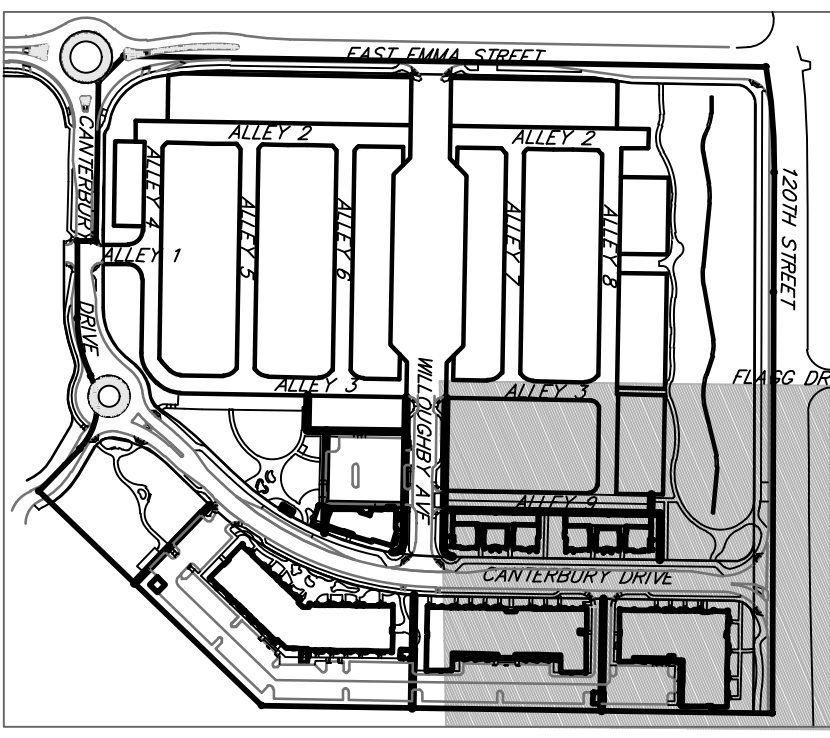 EAST EMMA STREET
ALLEY 2
ALLEY 2
CANTERBURY
ALLEY 4
ALLEY 5
ALLEY 6
ALLEY 7
ALLEY 8
120TH STREET
ALLEY 1
DRIVE
ALLEY 3
WILLOUGHBY AVE
ALLEY 3
FLAGG DR
ALLEY 9
CANTERBURY DRIVE